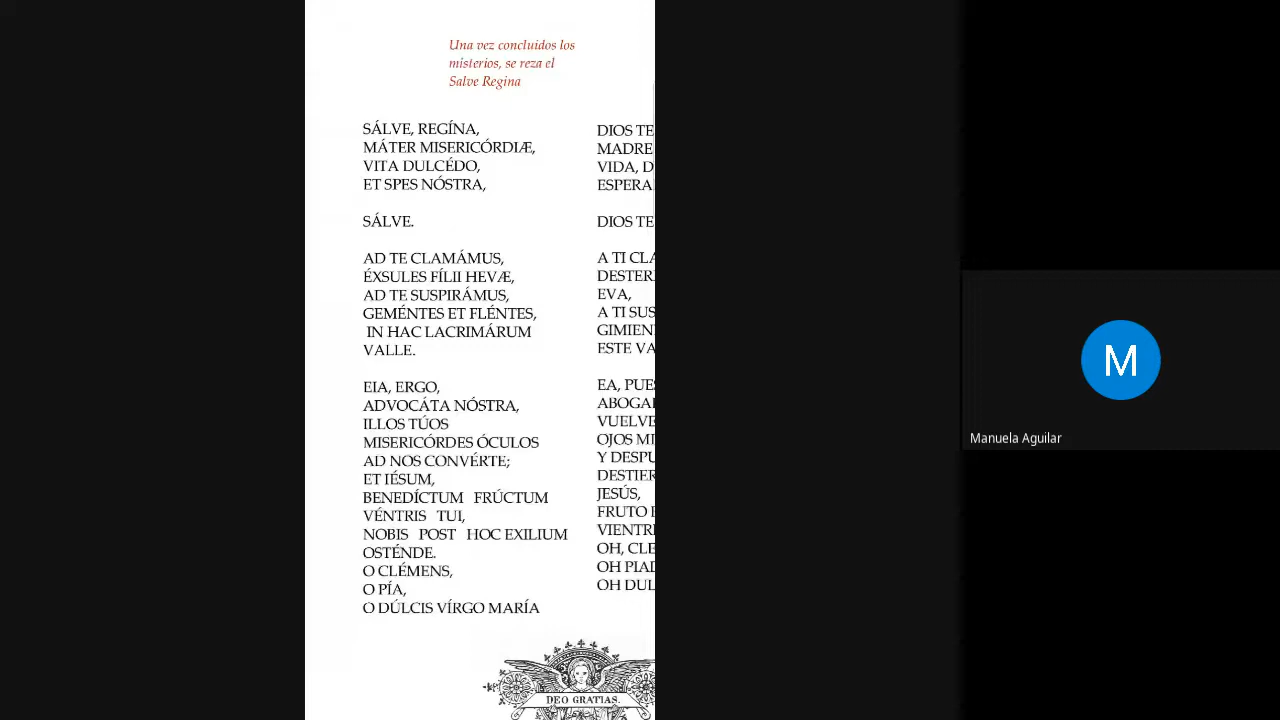 Una vez concluidos los
misterios, se reza el
Salve Regina
SÁLVE, REGÍNA,
MÁTER MISERICÓRDIÆ,
VITA DULCÉDO,
ET SPES NÓSTRA,
SÁLVE.
AD TE CLAMÁMUS,
ÉXSULES FÍLII HEVÆ,
AD TE SUSPIRÁMUS,
GEMÉNTES ET FLÉNTES,
IN HAC LACRIMÁRUM
VALLE.
EIA, ERGO,
ADVOCÁTA NÓSTRA,
ILLOS TÚOS
MISERICÓRDES ÓCULOS
AD NOS CONVÉRTE;
ET IÉSUM,
BENEDÍCTUM FRÚCTUM
VÉNTRIS TUI,
NOBIS POST HOC EXILIUM
OSTÉNDE.
O CLÉMENS,
O PÍA,
O DÚLCIS VÍRGO MARÍA
DIOS TE
MADRE
VIDA, D
ESPERA
DIOS TE
A TI CLA
DESTER
EVA,
A TI SUS
GIMIEN
ESTE VA
EA, PUES
ABOGA
VUELVE
OJOS MI
Y DESPU
DESTIER
JESÚS,
FRUTO
VIENTR
OH, CLE
OH PIAD
OH DUL
DEO GRATIAS.
M
Manuela Aguilar